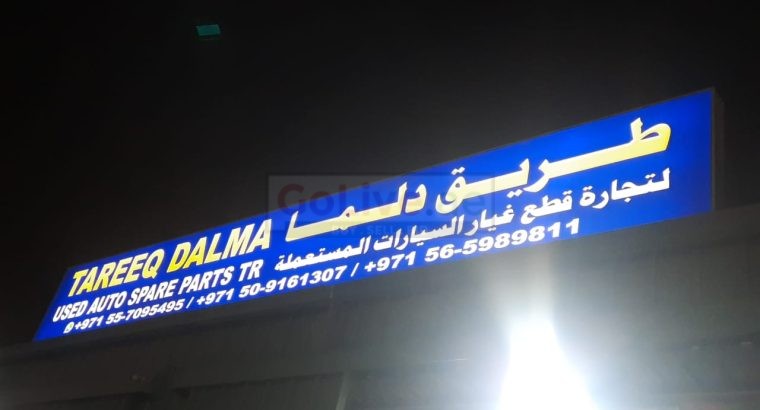 TAREEQ DALMA طريق دلما
USED AUTO SPARE PARTS TR لتجارة قطع غيار السيارات المستعملة
+971 55-7095495 / +971 50-9161307 / +971 56-5989811